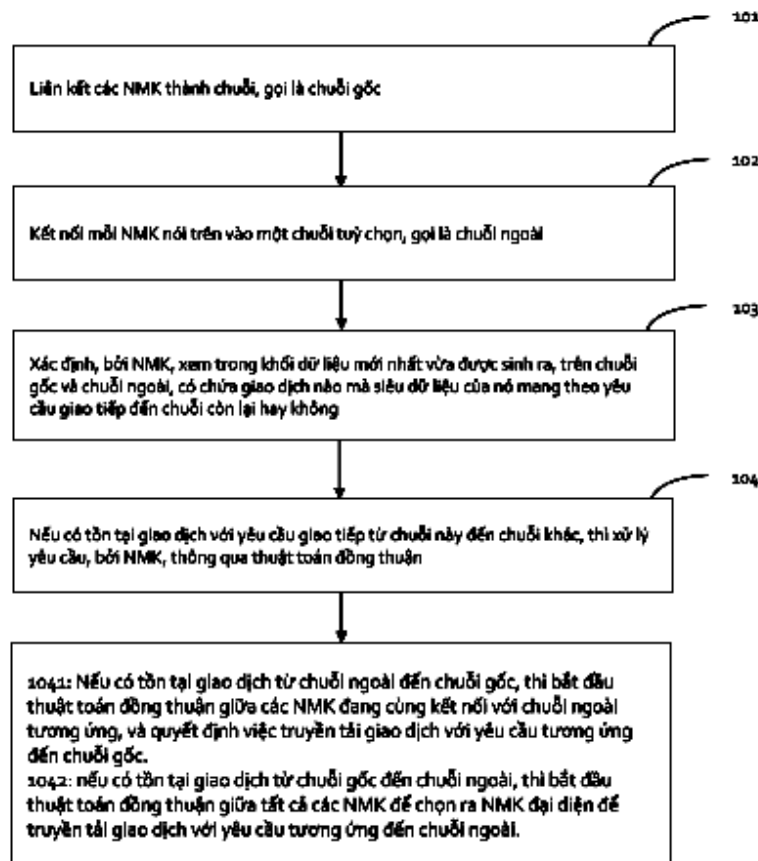 101
Liên kết các NMK thành chuỗi, gọi là chuỗi gốc
102
Kết nối mỗi NMK nói trên vào một chuỗi tuỳ chọn, gọi là chuỗi ngoài
103
Xác định, bởi NMK, xem trong khối dữ liệu mới nhất vừa được sinh ra, trên chuỗi
gốc và chuỗi ngoài, có chứa giao dịch nào mà siêu dữ liệu của nó mang theo yêu
cầu giao tiếp đến chuỗi còn lại hay không
104
Nếu có tồn tại giao dịch với yêu cầu giao tiếp từ chuỗi này đến chuỗi khác, thì xử lý
yêu cầu, bởi NMK, thông qua thuật toán đồng thuận
1041: Nếu có tồn tại giao dịch từ chuỗi ngoài đến chuỗi gốc, thì bắt đầu
thuật toán đồng thuận giữa các NMK đang cùng kết nối với chuỗi ngoài
tương ứng, và quyết định việc truyền tải giao dịch với yêu cầu tương ứng
đến chuỗi gốc.
1042: nếu có tồn tại giao dịch từ chuỗi gốc đến chuỗi ngoài, thì bắt đầu
thuật toán đồng thuận giữa tất cả các NMK để chọn ra NMK đại diện để
truyền tải giao dịch với yêu cầu tương ứng đến chuỗi ngoài.